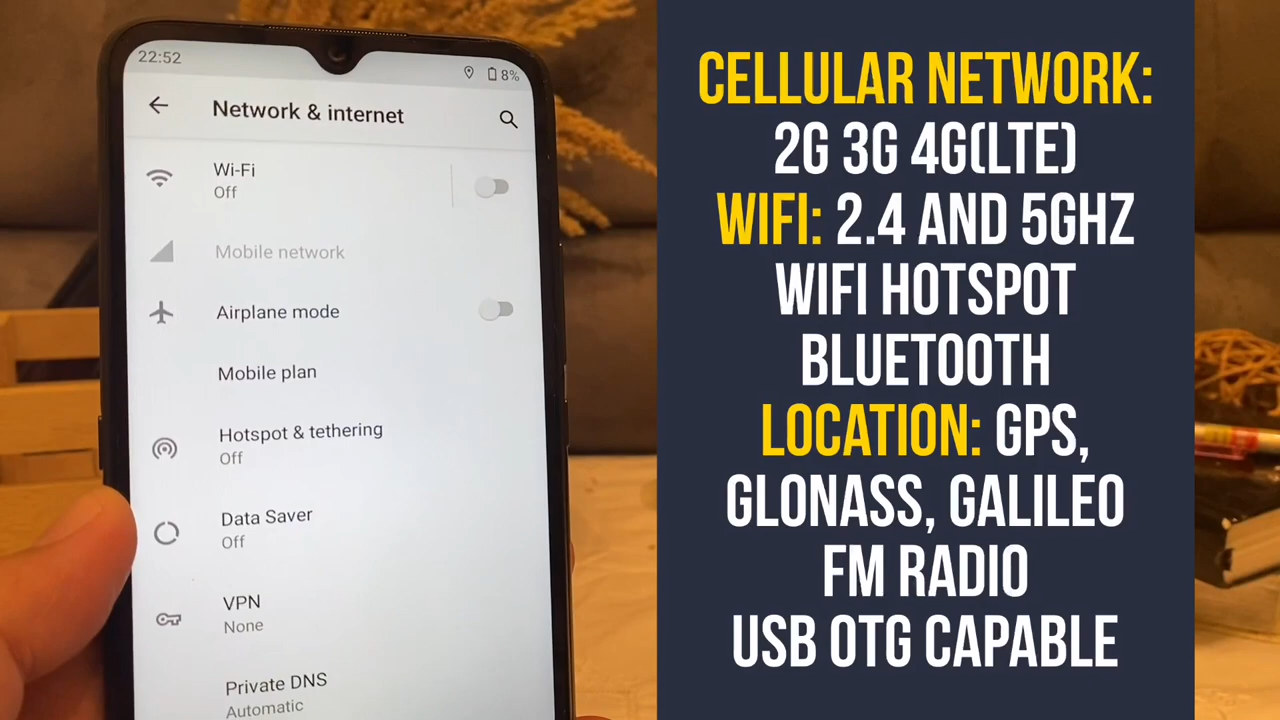 22:52
8%
Network & internet
Wi-Fi
Off
Mobile network
Airplane mode
Mobile plan
Hotspot & tethering
Off
Data Saver
Off
VPN
None
Private DNS
Automatic
CELLULAR NETWORK:
2G 3G 4G(LTE)
WIFI: 2.4 AND 5GHZ
WIFI HOTSPOT
BLUETOOTH
LOCATION: GPS,
GLONASS, GALILEO
FM RADIO
USB OTG CAPABLE